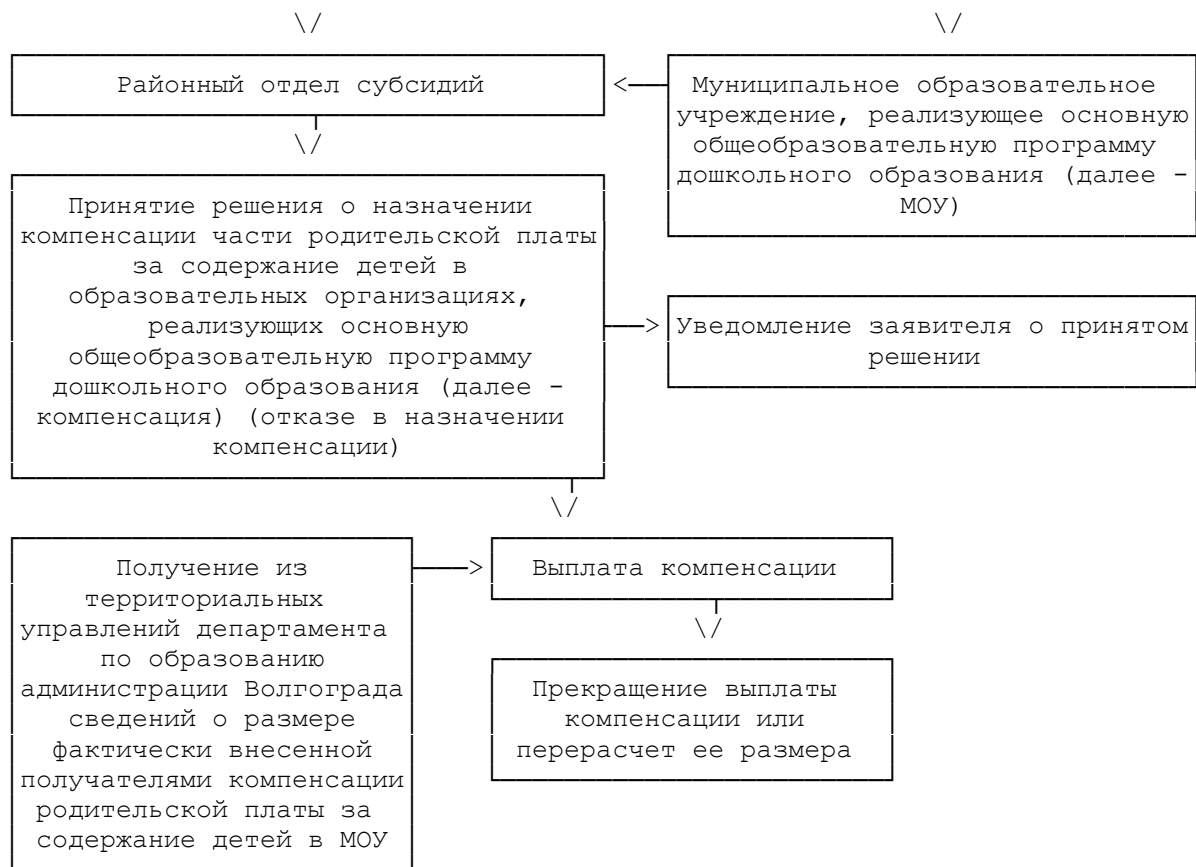 Районный отдел субсидий
Муниципальное образовательное
учреждение, реализующее основную
общеобразовательную программу
дошкольного образования (далее -
МОУ)
Принятие решения о назначении
компенсации части родительской платы
за содержание детей в
образовательных организациях,
реализующих основную
общеобразовательную программу
дошкольного образования (далее -
компенсация) (отказе в назначении
компенсации)
Уведомление заявителя о принятом
решении
Получение из
территориальных
управлений департамента
по образованию
администрации Волгограда
сведений о размере
фактически внесенной
получателями компенсации
родительской платы за
содержание детей в МОУ
Выплата компенсации
Прекращение выплаты
компенсации или
перерасчет ее размера